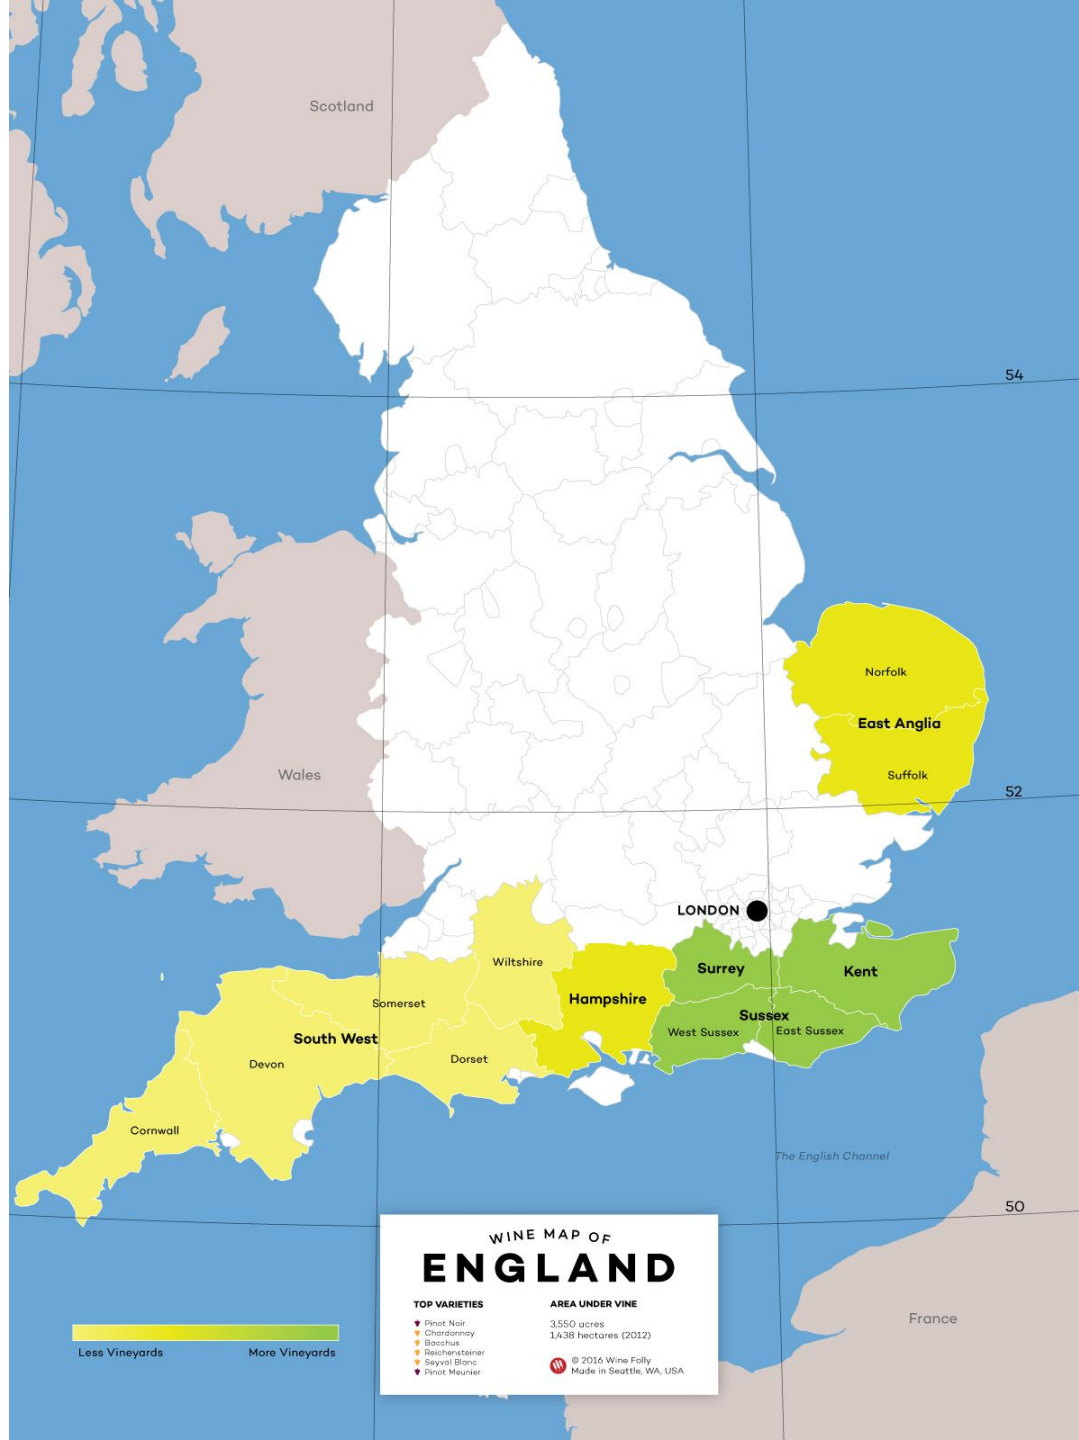 Scotland
54
Norfolk
East Anglia
Suffolk
Wales
52
LONDON
Wiltshire
Surrey
Kent
Hampshire
Somerset
Sussex
West Sussex
East Sussex
South West
Dorset
Devon
Cornwall
The English Channel
50
WINE MAP OF
ENGLAND
TOP VARIETIES
Pinot Noir
Chardonnay
Bacchus
Reichensteiner
Seyval Blanc
Pinot Meunier
AREA UNDER VINE
3,550 acres
1,438 hectares (2012)
© 2016 Wine Folly
Made in Seattle, WA, USA
France
Less Vineyards
More Vineyards